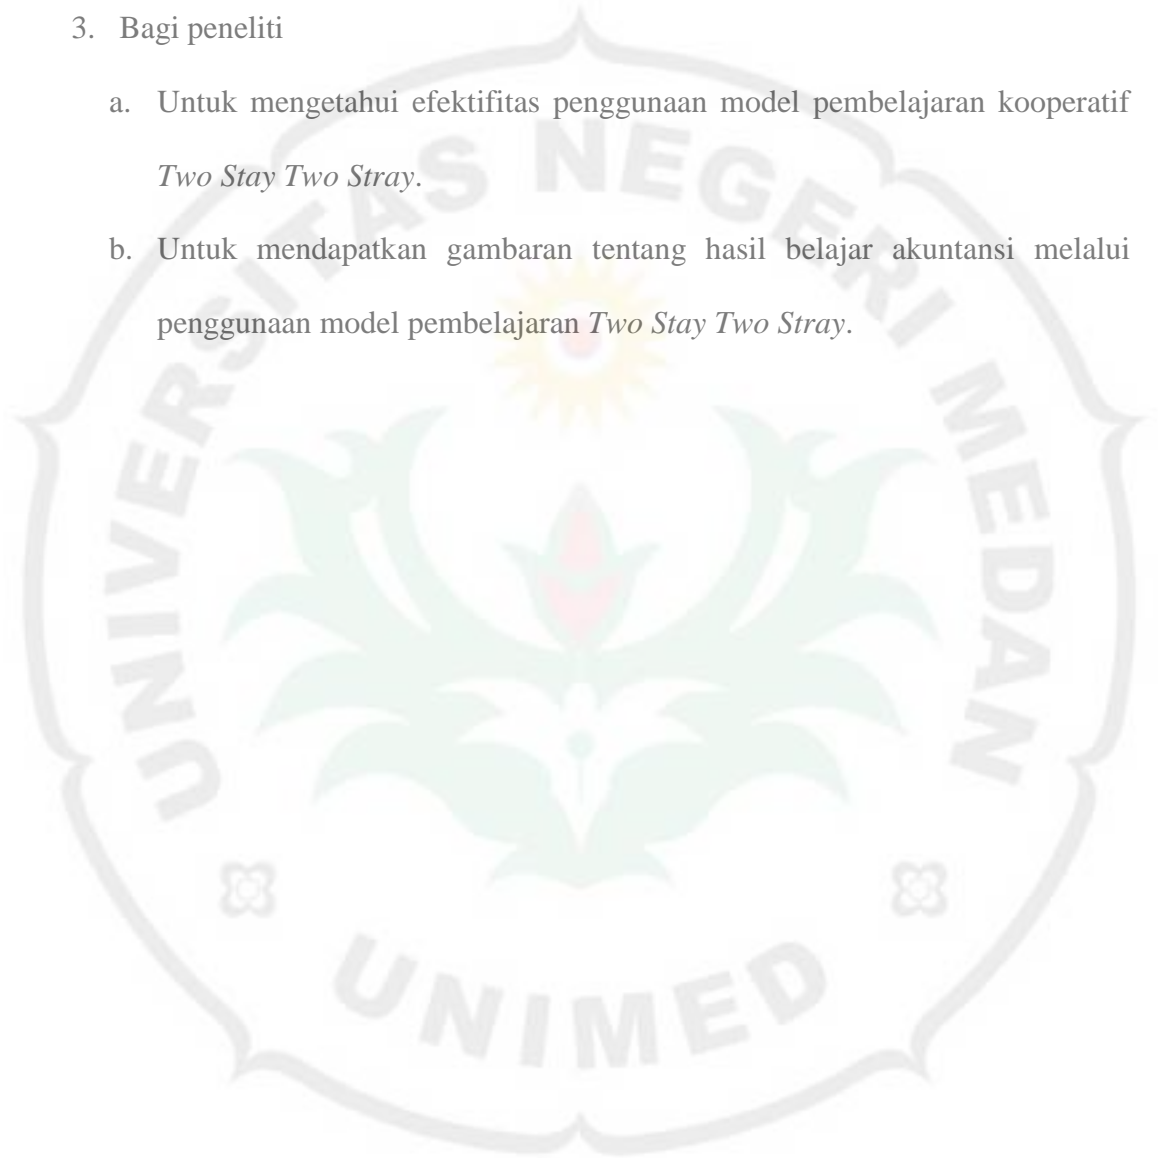 3. Bagi peneliti
a. Untuk mengetahui efektifitas penggunaan model pembelajaran kooperatif
Two Stay Two Stray.
b. Untuk mendapatkan gambaran tentang hasil belajar akuntansi melalui
penggunaan model pembelajaran Two Stay Two Stray.
UNIVERSITAS NEGERI MEDAN
UNIMED